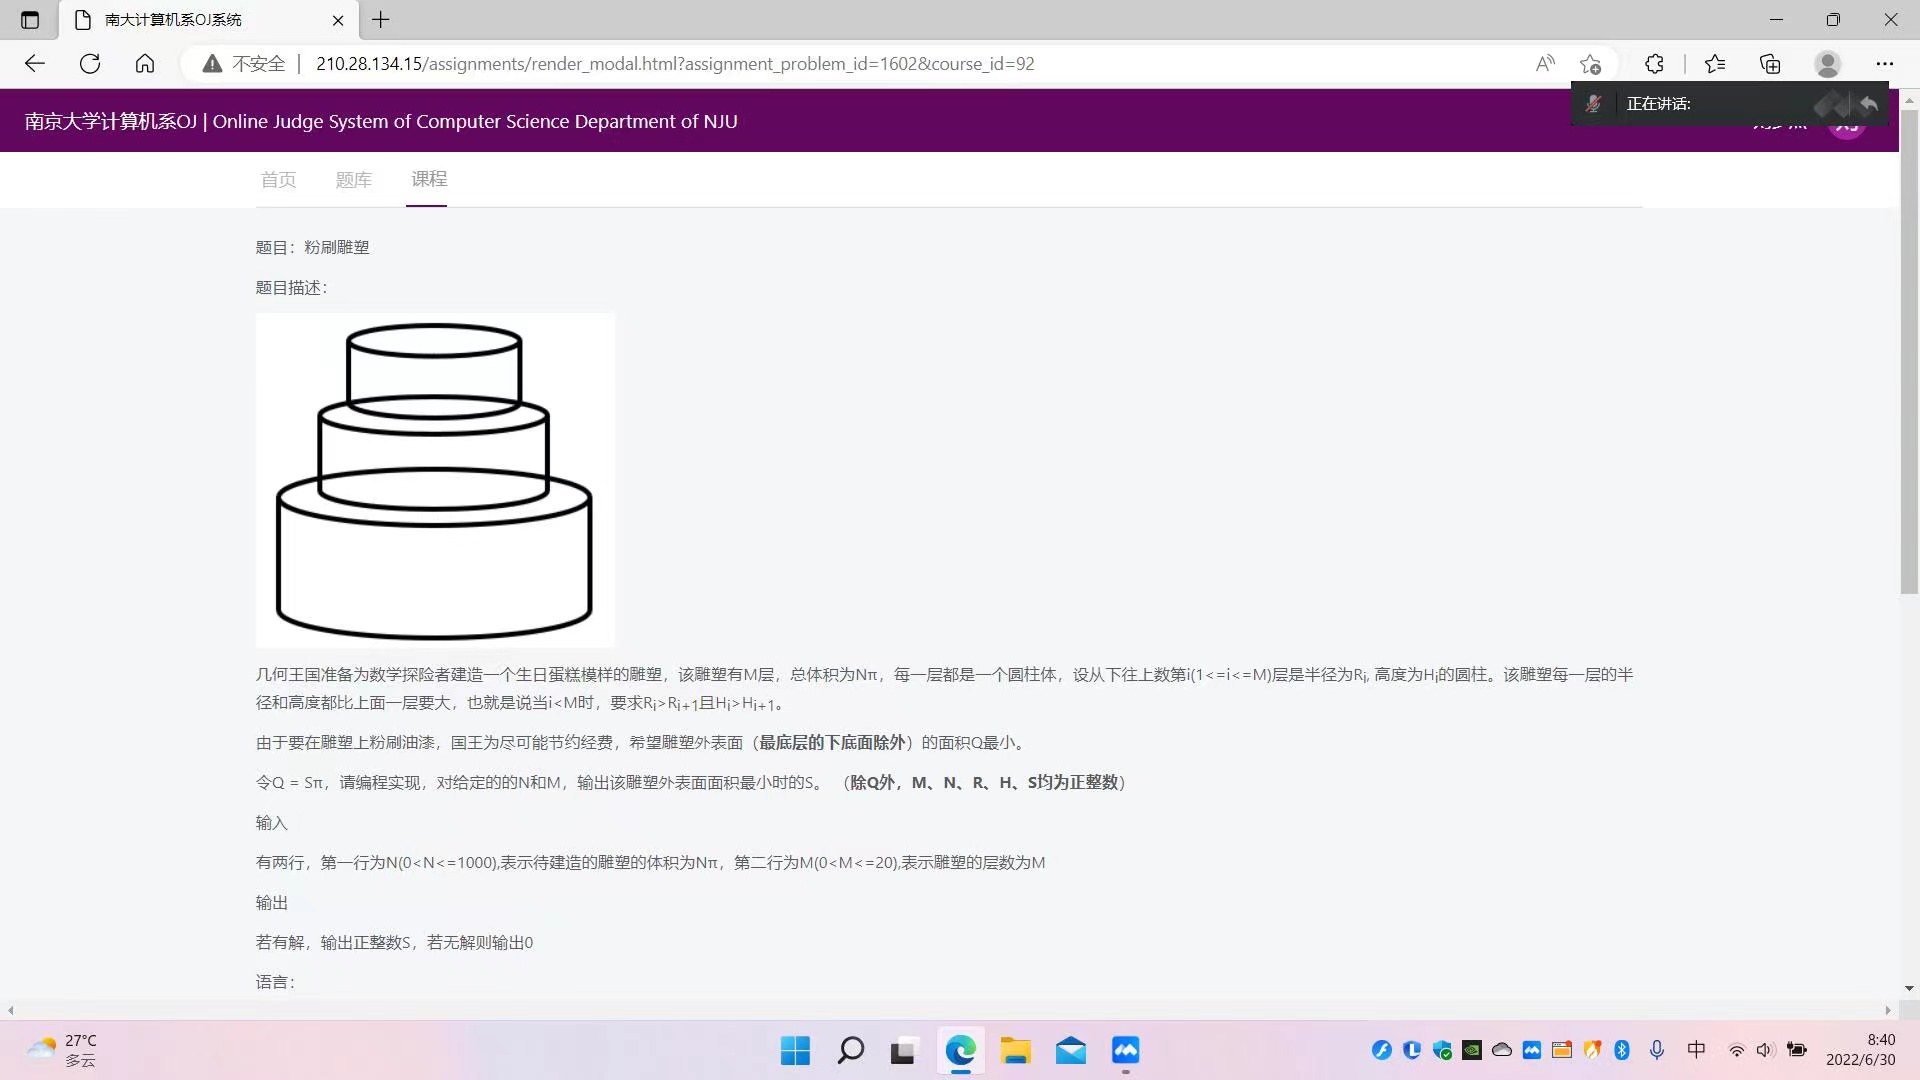 南大计算机系OJ系统
不安全 210.28.134.15/assignments/render_modal.html?assignment_problem_id=1602&course_id=92
正在讲话:
南京大学计算机系OJ | Online Judge System of Computer Science Department of NJU
首页 题库 课程
题目：粉刷雕塑
题目描述：
几何王国准备为数学探险者建造一个生日蛋糕模样的雕塑，该雕塑有M层，总体积为Nπ，每一层都是一个圆柱体，设从下往上数第i(1<=i<=M)层是半径为Ri, 高度为Hi的圆柱。该雕塑每一层的半
径和高度都比上面一层要大，也就是说当i<M时，要求Ri>Ri+1且Hi>Hi+1。
由于要在雕塑上粉刷油漆，国王为尽可能节约经费，希望雕塑外表面（最底层的下底面除外）的面积Q最小。
令Q = Sπ，请编程实现，对给定的的N和M，输出该雕塑外表面面积最小时的S。 （除Q外，M、N、R、H、S均为正整数）
输入
有两行，第一行为N(0<N<=1000),表示待建造的雕塑的体积为Nπ，第二行为M(0<M<=20),表示雕塑的层数为M
输出
若有解，输出正整数S，若无解则输出0
语言：
27°C
多云
中
8:40
2022/6/30